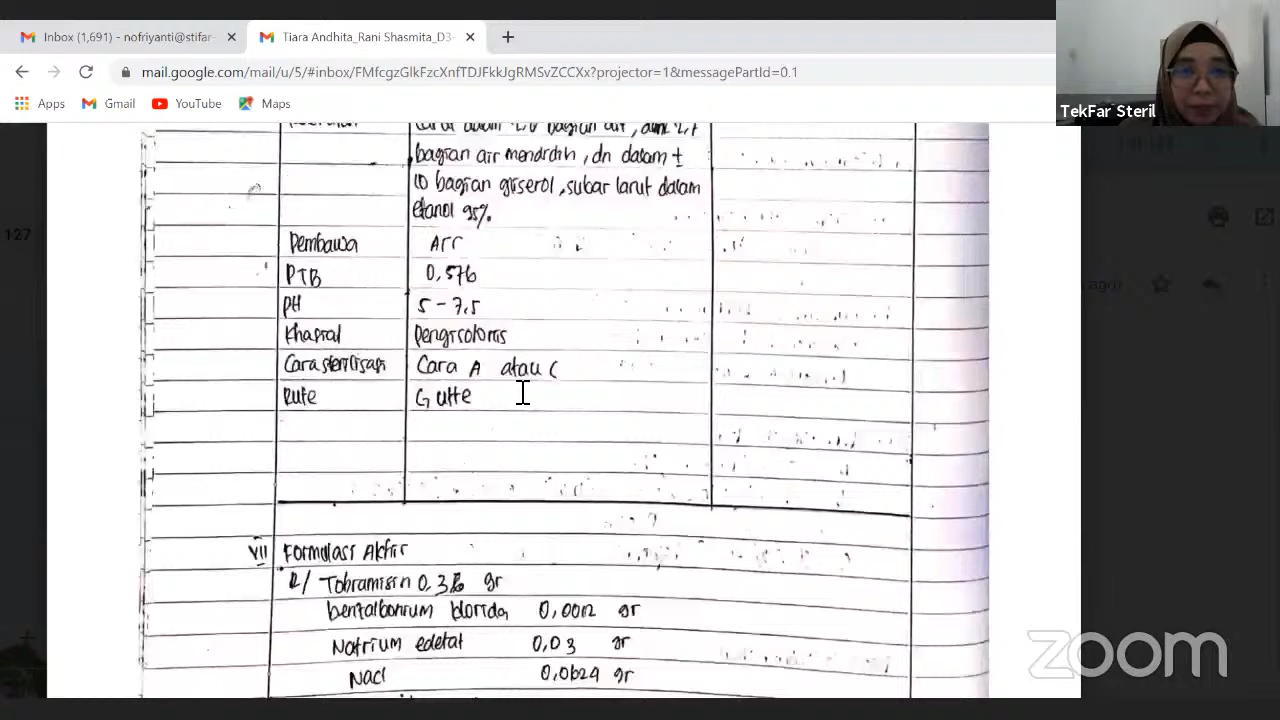 Inbox (1,691) - nofriyanti@stifar-
Tiara Andhita_Rani Shasmita_D3-
mail.google.com/mail/u/5/#inbox/FMfcgzGlkFzcXnfTDJFkkJgRMSvZCCXx?projector=1&messagePartId=0.1
Apps Gmail YouTube Maps
TekFar Steril
bagian air
bagian air mendidih, dn dalam ±
10 bagian gliserol, sukar larut dalam
etanol 95%.
Pembawa API
PTB 0,576
127
PH 5 - 7,5
Khasiat Pengisotonis
Cara sterilisasi Cara A atau C
Rute Gutte
VII Formulasi Akhir
R/ Tobramisin 0,36 gr
benzalkonium klorida 0,0012 gr
Natrium edetat 0,03 gr
Nacl 0,0624 gr
zoom